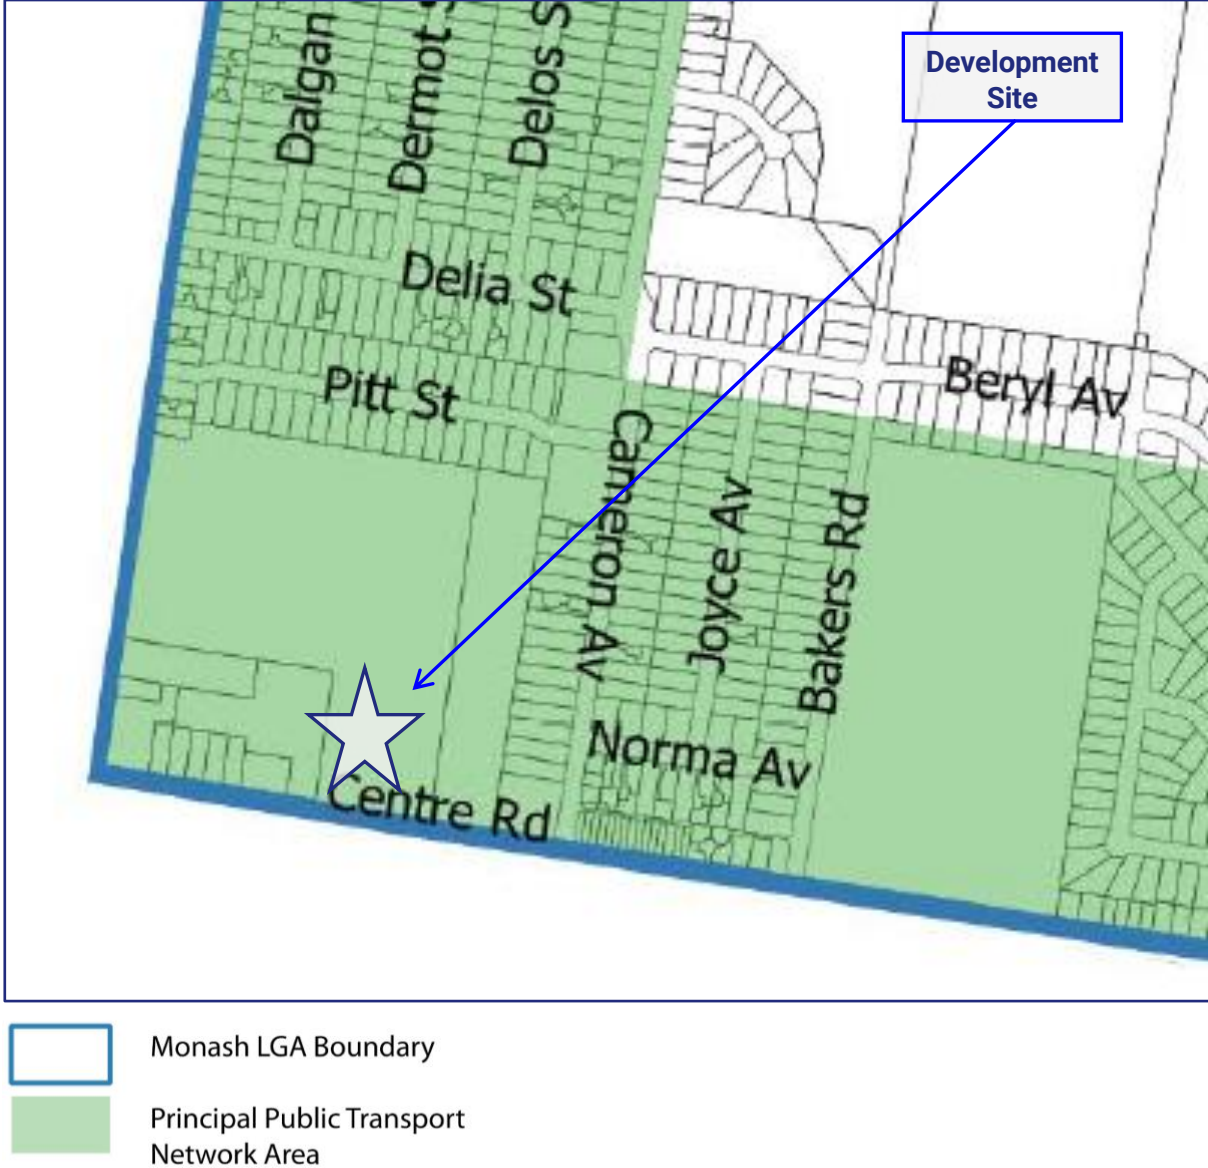 Dalgan
Dermot S
Delos S
Development
Site
Delia St
Pitt St
Beryl Av
Cameron Av
Joyce Av
Bakers Rd
Norma Av
Centre Rd
Monash LGA Boundary
Principal Public Transport
Network Area